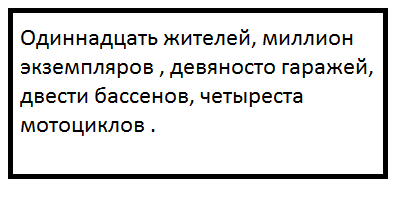 Одиннадцать жителей, миллион
экземпляров , девяносто гаражей,
двести бассенов, четыреста
мотоциклов .